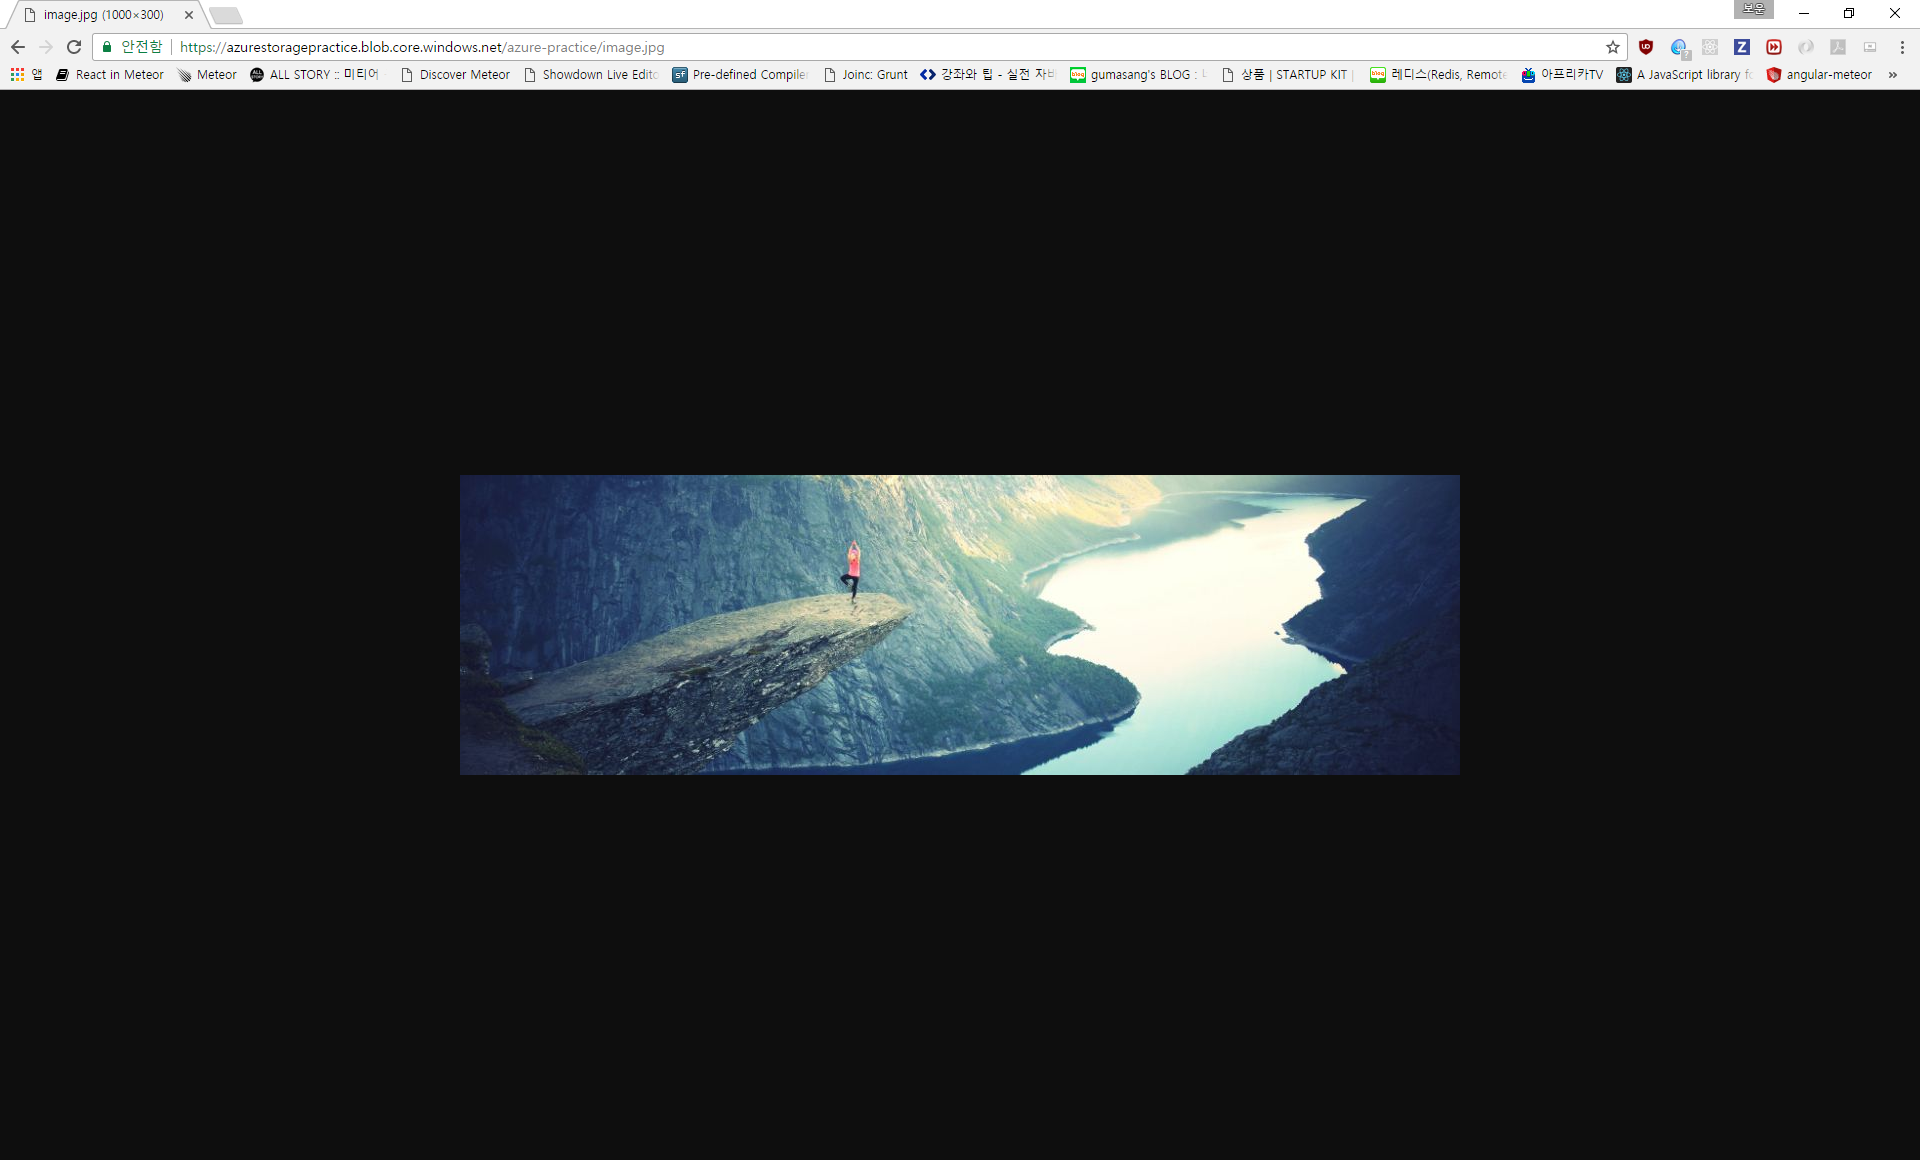 image.jpg (1000×300)
보운
안전함 https://azurestoragepractice.blob.core.windows.net/azure-practice/image.jpg
앱 React in Meteor Meteor ALL STORY :: 미티어 Discover Meteor Showdown Live Edito Pre-defined Compiler Joinc: Grunt 강좌와 팁 - 실전 자바 gumasang's BLOG : 상품 | STARTUP KIT | 레디스(Redis, Remote 아프리카TV A JavaScript library fo angular-meteor »